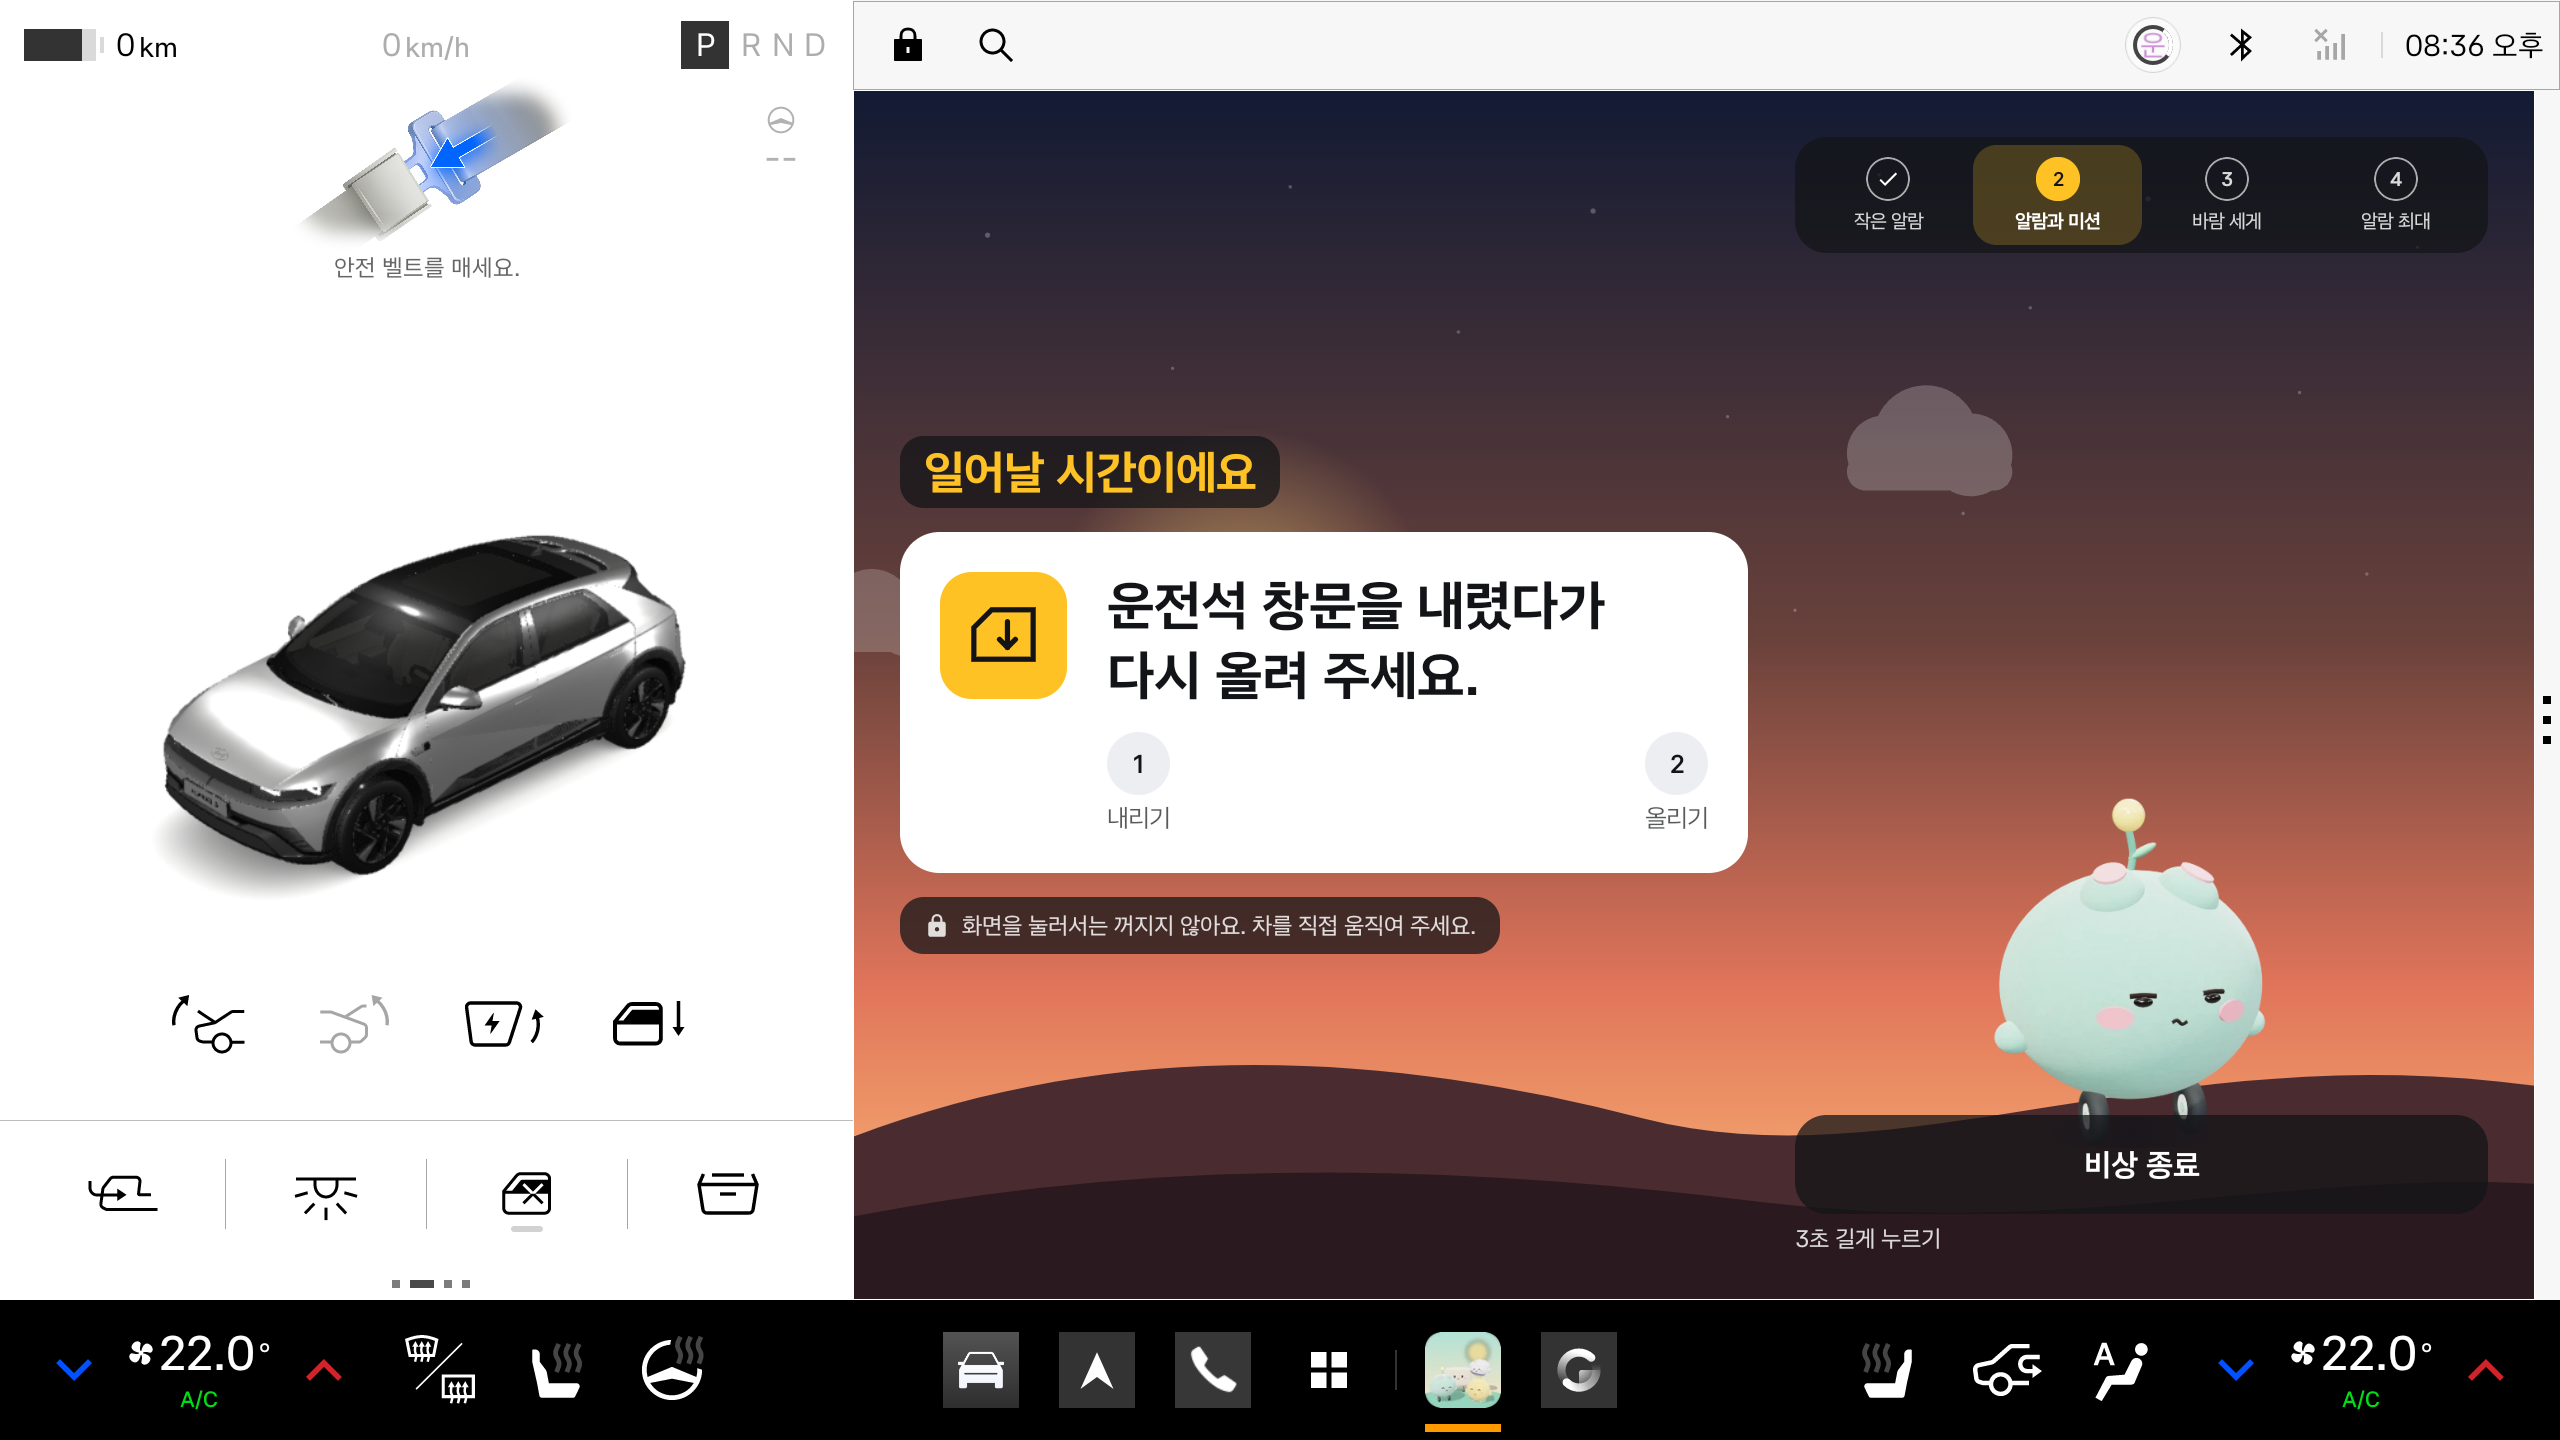 0 km
0 km/h
P R N D
안전 벨트를 매세요.
운
08:36 오후
작은 알람
2
알람과 미션
3
바람 세게
4
알람 최대
일어날 시간이에요
운전석 창문을 내렸다가
다시 올려 주세요.
1
내리기
2
올리기
화면을 눌러서는 꺼지지 않아요. 차를 직접 움직여 주세요.
비상 종료
3초 길게 누르기
22.0°
A/C
A
22.0°
A/C